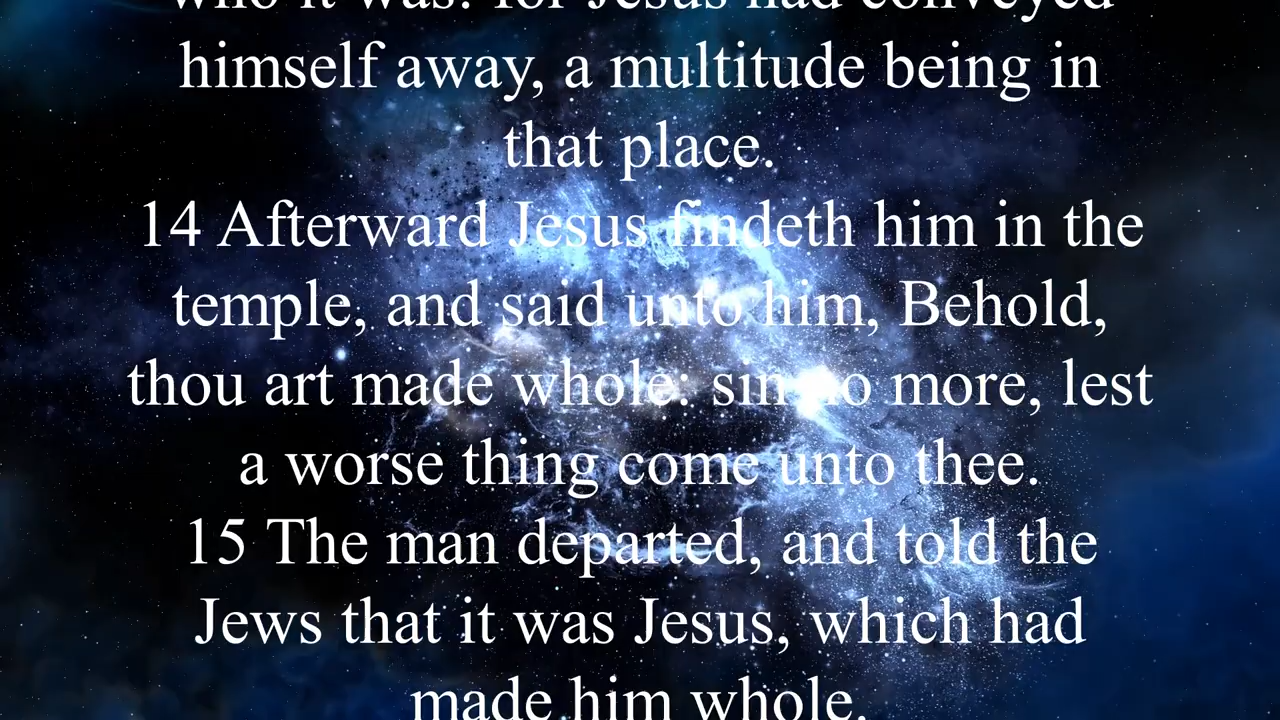 who it was: for Jesus had conveyed
himself away, a multitude being in
that place.
14 Afterward Jesus findeth him in the
temple, and said unto him, Behold,
thou art made whole: sin no more, lest
a worse thing come unto thee.
15 The man departed, and told the
Jews that it was Jesus, which had
made him whole.